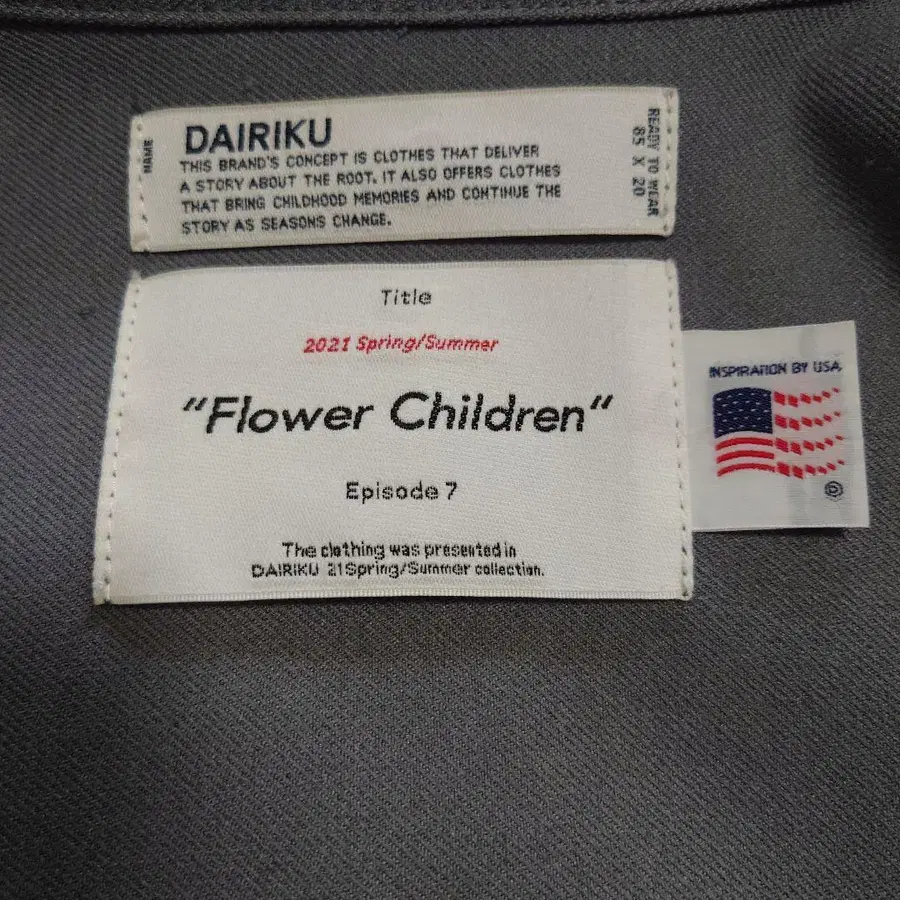 NAME
DAIRIKU
THIS BRAND'S CONCEPT IS CLOTHES THAT DELIVER
A STORY ABOUT THE ROOT. IT ALSO OFFERS CLOTHES
THAT BRING CHILDHOOD MEMORIES AND CONTINUE THE
STORY AS SEASONS CHANGE.
READY TO WEAR
85 X 20
Title
2021 Spring/Summer
"Flower Children"
Episode 7
The clothing was presented in
DAIRIKU 21Spring/Summer collection.
INSPIRATION BY USA
D